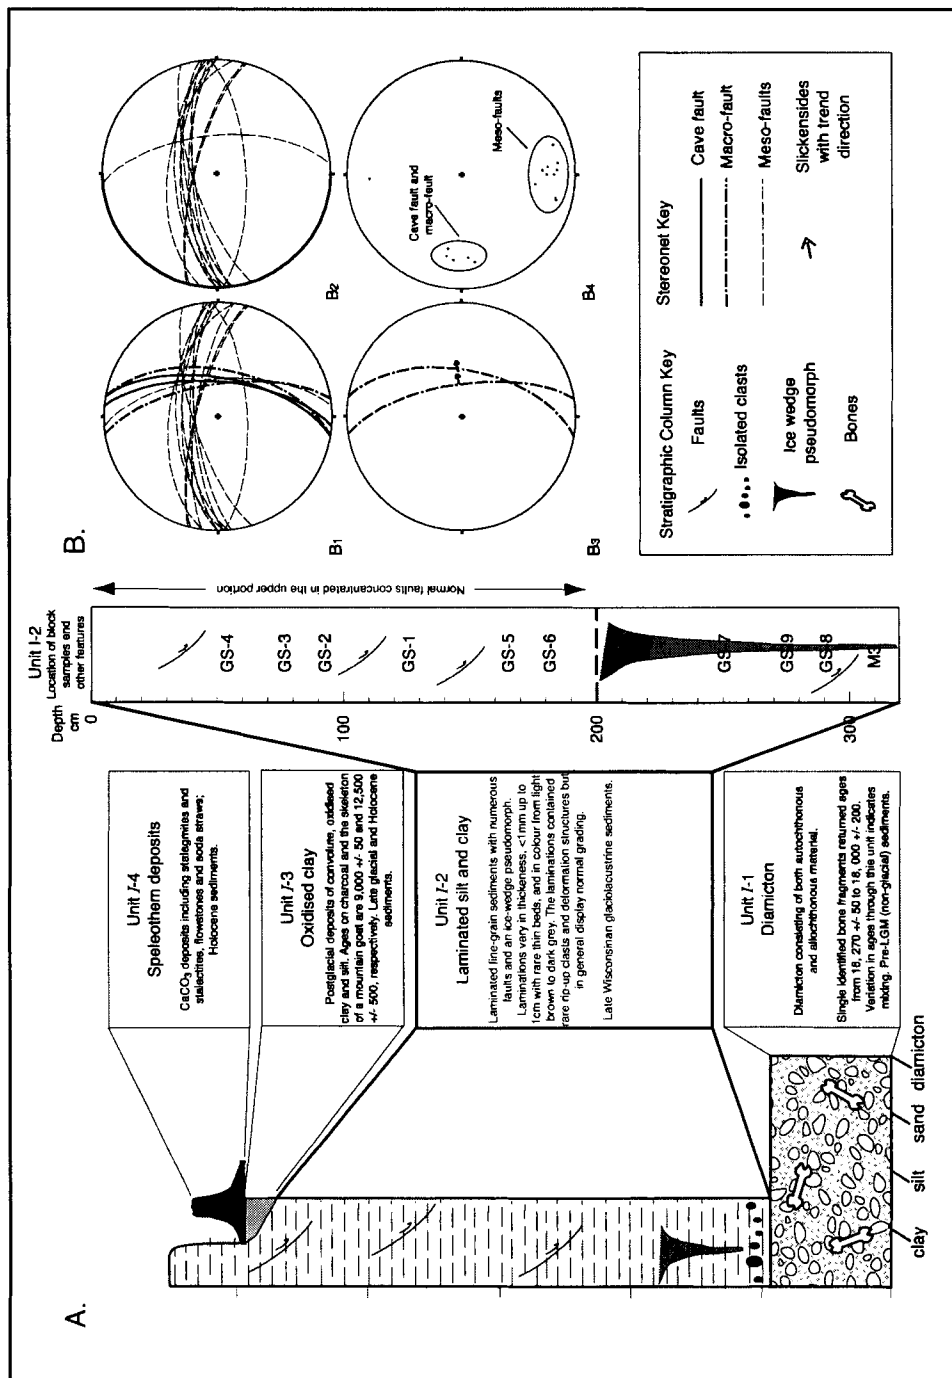 A.
Unit I-4
Speleothem deposits
CaCO₃ deposits including stalagmites and
stalactites, flowstones and soda straws;
Holocene sediments.
Unit I-3
Oxidised clay
Postglacial deposits of convolute, oxidised
clay and silt. Ages on charcoal and the skeleton
of a mountain goat are 9,000 +/- 50 and 12,500
+/- 500, respectively. Late glacial and Holocene
sediments.
Unit I-2
Laminated silt and clay
Laminated fine-grain sediments with numerous
faults and an ice-wedge pseudomorph.
Laminations vary in thickness, <1mm up to
1cm with rare thin beds, and in colour from light
brown to dark grey. The laminations contained
rare rip-up clasts and deformation structures but
in general display normal grading.
Late Wisconsinan glaciolacustrine sediments.
Unit I-1
Diamicton
Diamicton consisting of both autochthonous
and allochthonous material.
Single identified bone fragments returned ages
from 18, 270 +/- 50 to 18, 000 +/- 200.
Variation in ages through this unit indicates
mixing. Pre-LGM (non-glacial) sediments.
clay
silt
sand
diamicton
Unit I-2
Location of block
samples and
other features
Depth
cm
0
100
200
300
GS-4
GS-3
GS-2
GS-1
GS-5
GS-6
GS-7
GS-9
GS-8
M3
Normal faults concantrated in the upper portion
B.
B1
B2
B3
B4
Cave fault and
macro-fault
Meso-faults
Stratigraphic Column Key
Faults
Isolated clasts
Ice wedge
pseudomorph
Bones
Stereonet Key
Cave fault
Macro-fault
Meso-faults
Slickensides
with trend
direction